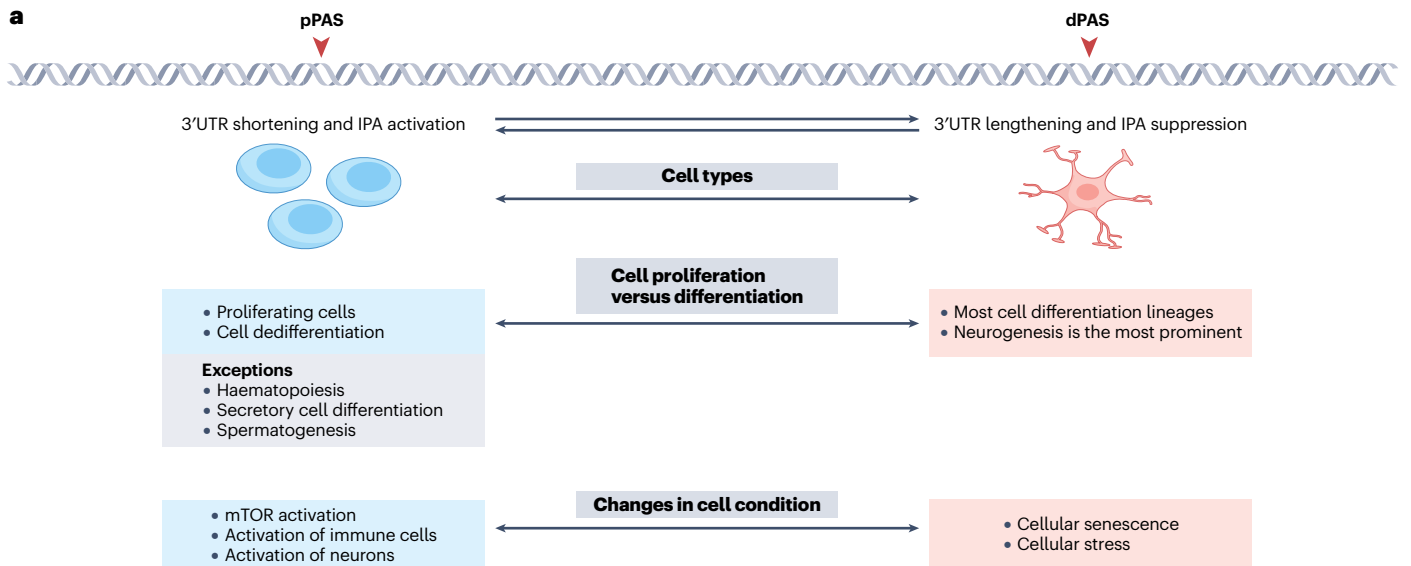 a
pPAS
dPAS
3′UTR shortening and IPA activation
3′UTR lengthening and IPA suppression
Cell types
Cell proliferation
versus differentiation
• Proliferating cells
• Cell dedifferentiation
• Most cell differentiation lineages
• Neurogenesis is the most prominent
Exceptions
• Haematopoiesis
• Secretory cell differentiation
• Spermatogenesis
Changes in cell condition
• mTOR activation
• Activation of immune cells
• Activation of neurons
• Cellular senescence
• Cellular stress